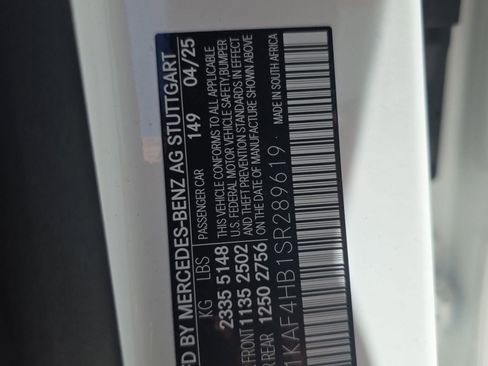 FD BY MERCEDES-BENZ AG STUTTGART
KG LBS PASSENGER CAR 149 04/25
2335 5148 THIS VEHICLE CONFORMS TO ALL APPLICABLE
U.S. FEDERAL MOTOR VEHICLE SAFETY, BUMPER
FRONT 1135 2502 AND THEFT PREVENTION STANDARDS IN EFFECT
REAR 1250 2756 ON THE DATE OF MANUFACTURE SHOWN ABOVE
1KAF4HB1SR289619 MADE IN SOUTH AFRICA